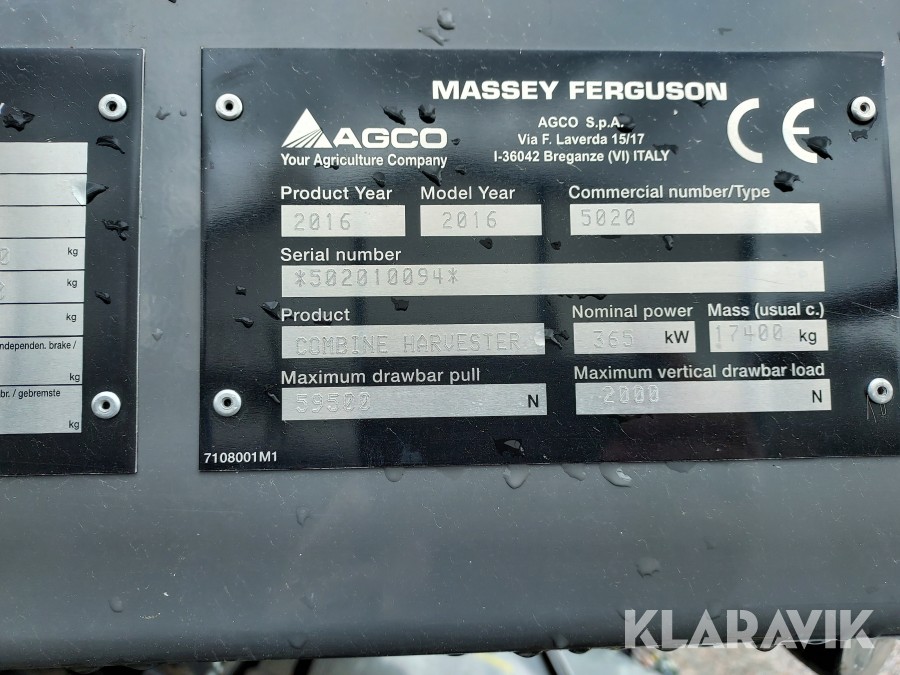 kg
kg
kg
ndependen. brake /
kg
br. / gebremste
kg
MASSEY FERGUSON
AGCO
Your Agriculture Company
AGCO S.p.A.
Via F. Laverda 15/17
I-36042 Breganze (VI) ITALY
CE
Product Year
Model Year
Commercial number/Type
2016
2016
5020
Serial number
*502010094*
Product
Nominal power
Mass (usual c.)
COMBINE HARVESTER
365 kW
17400 kg
Maximum drawbar pull
Maximum vertical drawbar load
59500 N
2000 N
7108001M1
KLARAVIK